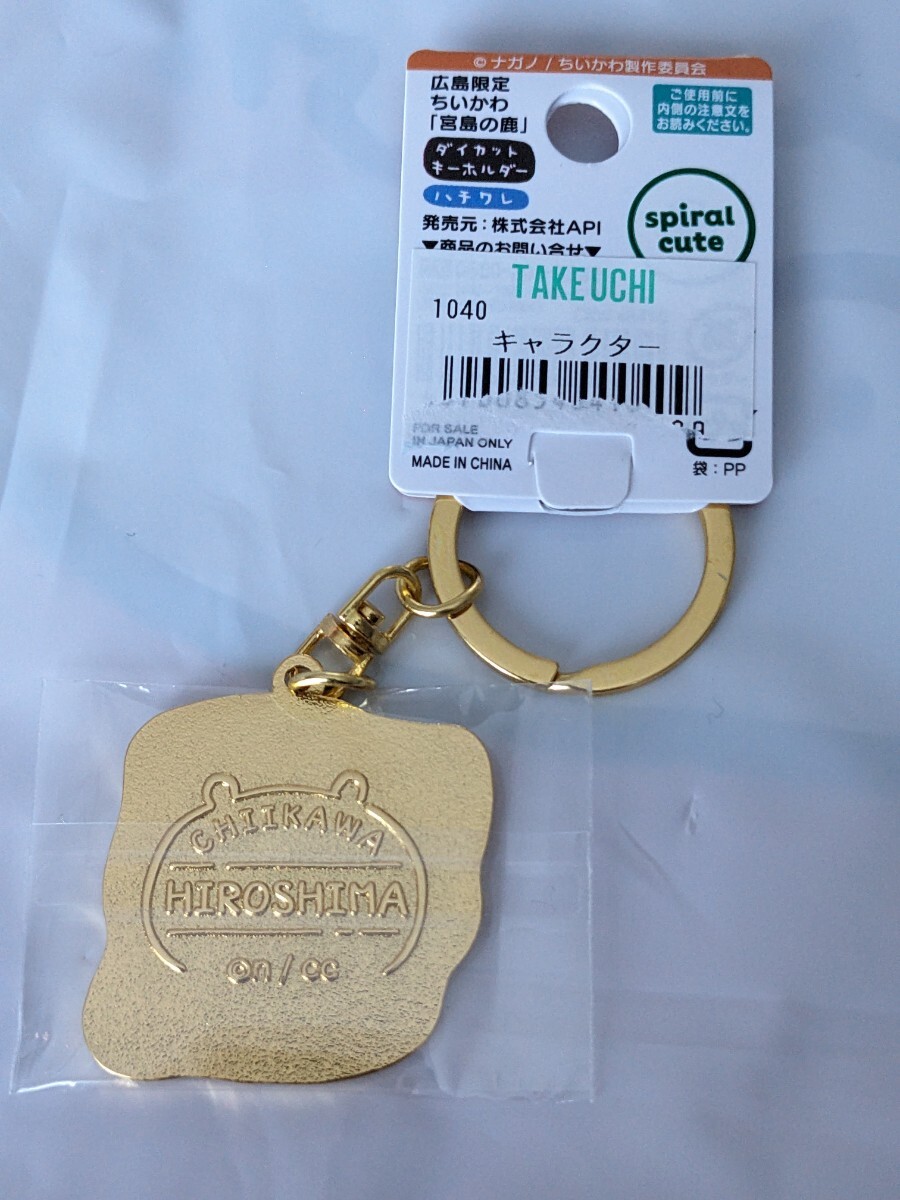 © ナガノ / ちいかわ製作委員会
広島限定
ちいかわ
「宮島の鹿」
ダイカット
キーホルダー
ハチワレ
発売元：株式会社API
▼商品のお問い合せ▼
ご使用前に
内側の注意文を
お読みください。
spiral
cute
TAKEUCHI
1040
キャラクター
FOR SALE
IN JAPAN ONLY
MADE IN CHINA
袋：PP
CHIIKAWA
HIROSHIMA
©n / cc